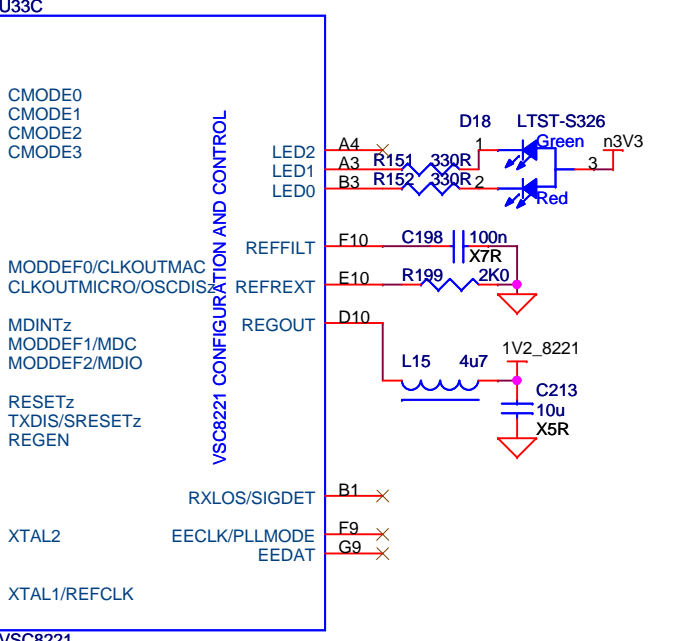 U33C
CMODE0
CMODE1
CMODE2
CMODE3
MODDEF0/CLKOUTMAC
CLKOUTMICRO/OSCDISz
MDINTz
MODDEF1/MDC
MODDEF2/MDIO
RESETz
TXDIS/SRESETz
REGEN
XTAL2
XTAL1/REFCLK
VSC8221 CONFIGURATION AND CONTROL
LED2
LED1
LED0
REFFILT
REFREXT
REGOUT
RXLOS/SIGDET
EECLK/PLLMODE
EEDAT
A4
A3
B3
F10
E10
D10
B1
F9
G9
D18 LTST-S326
R151 330R 1 Green n3V3
R152 330R 2 Red 3
C198 100n
X7R
R199 2K0
1V2_8221
L15 4u7
C213
10u
X5R
VSC8221